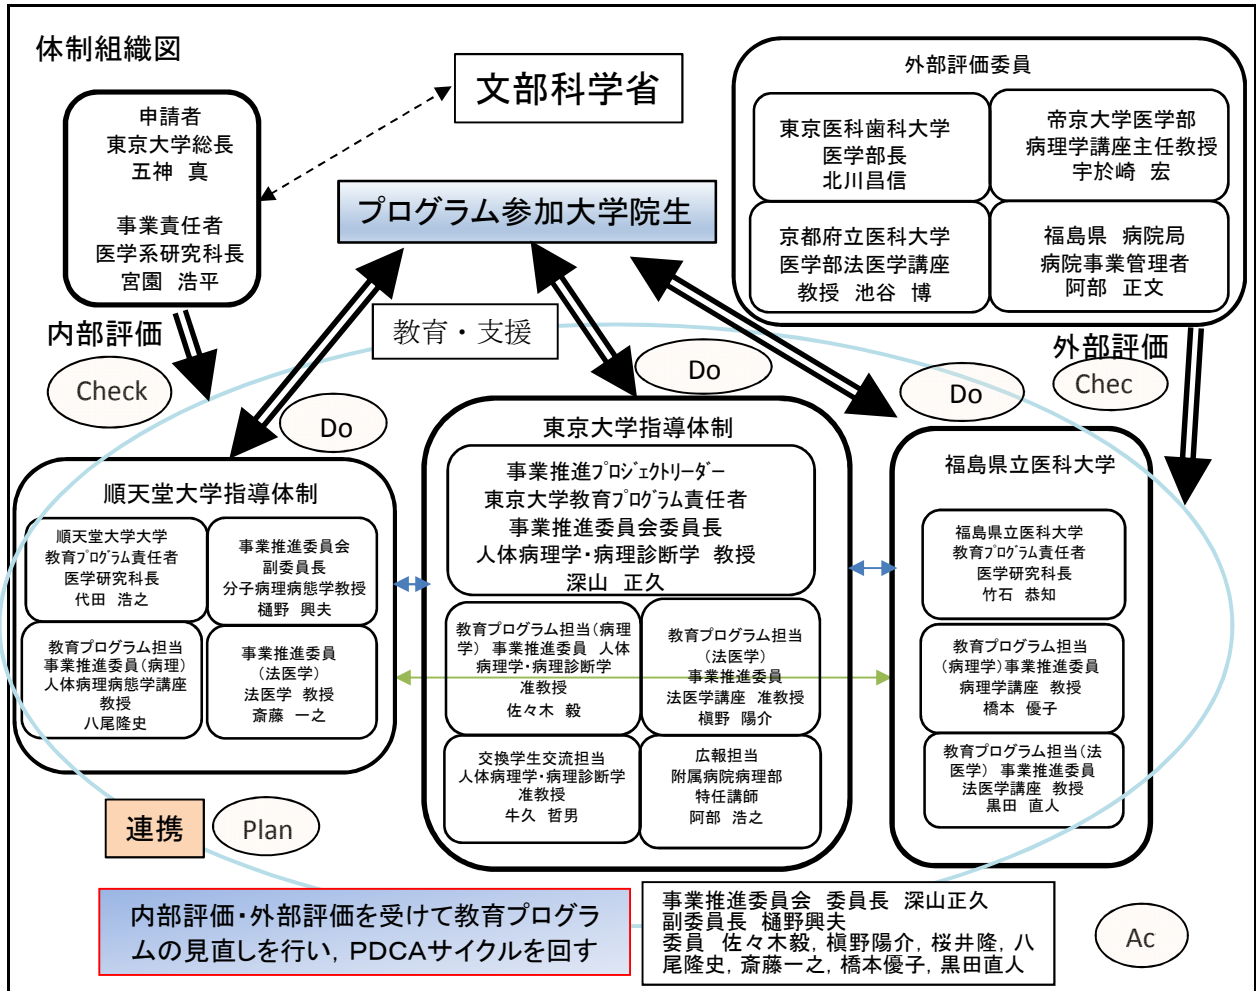 体制組織図
文部科学省
申請者
東京大学総長
五神 真
事業責任者
医学系研究科長
宮園 浩平
外部評価委員
東京医科歯科大学
医学部長
北川昌信
帝京大学医学部
病理学講座主任教授
宇於崎 宏
京都府立医科大学
医学部法医学講座
教授 池谷 博
福島県 病院局
病院事業管理者
阿部 正文
プログラム参加大学院生
教育・支援
内部評価
Check
Do
Do
Do
外部評価
Chec
順天堂大学指導体制
順天堂大学大学
教育プログラム責任者
医学研究科長
代田 浩之
事業推進委員会
副委員長
分子病理病態学教授
樋野 興夫
教育プログラム担当
事業推進委員(病理)
人体病理病態学講座
教授
八尾隆史
事業推進委員
(法医学)
法医学 教授
斎藤 一之
東京大学指導体制
事業推進プロジェクトリーダー
東京大学教育プログラム責任者
事業推進委員会委員長
人体病理学・病理診断学 教授
深山 正久
教育プログラム担当(病理
学) 事業推進委員 人体
病理学・病理診断学
准教授
佐々木 毅
教育プログラム担当
(法医学)
事業推進委員
法医学講座 准教授
槇野 陽介
交換学生交流担当
人体病理学・病理診断学
准教授
牛久 哲男
広報担当
附属病院病理部
特任講師
阿部 浩之
福島県立医科大学
福島県立医科大学
教育プログラム責任者
医学研究科長
竹石 恭知
教育プログラム担当
(病理学)事業推進委員
病理学講座 教授
橋本 優子
教育プログラム担当(法
医学) 事業推進委員
法医学講座 教授
黒田 直人
連携
Plan
内部評価・外部評価を受けて教育プログラ
ムの見直しを行い, PDCAサイクルを回す
事業推進委員会 委員長 深山正久
副委員長 樋野興夫
委員 佐々木毅, 槇野陽介, 桜井隆, 八
尾隆史, 斎藤一之, 橋本優子, 黒田直人
Ac